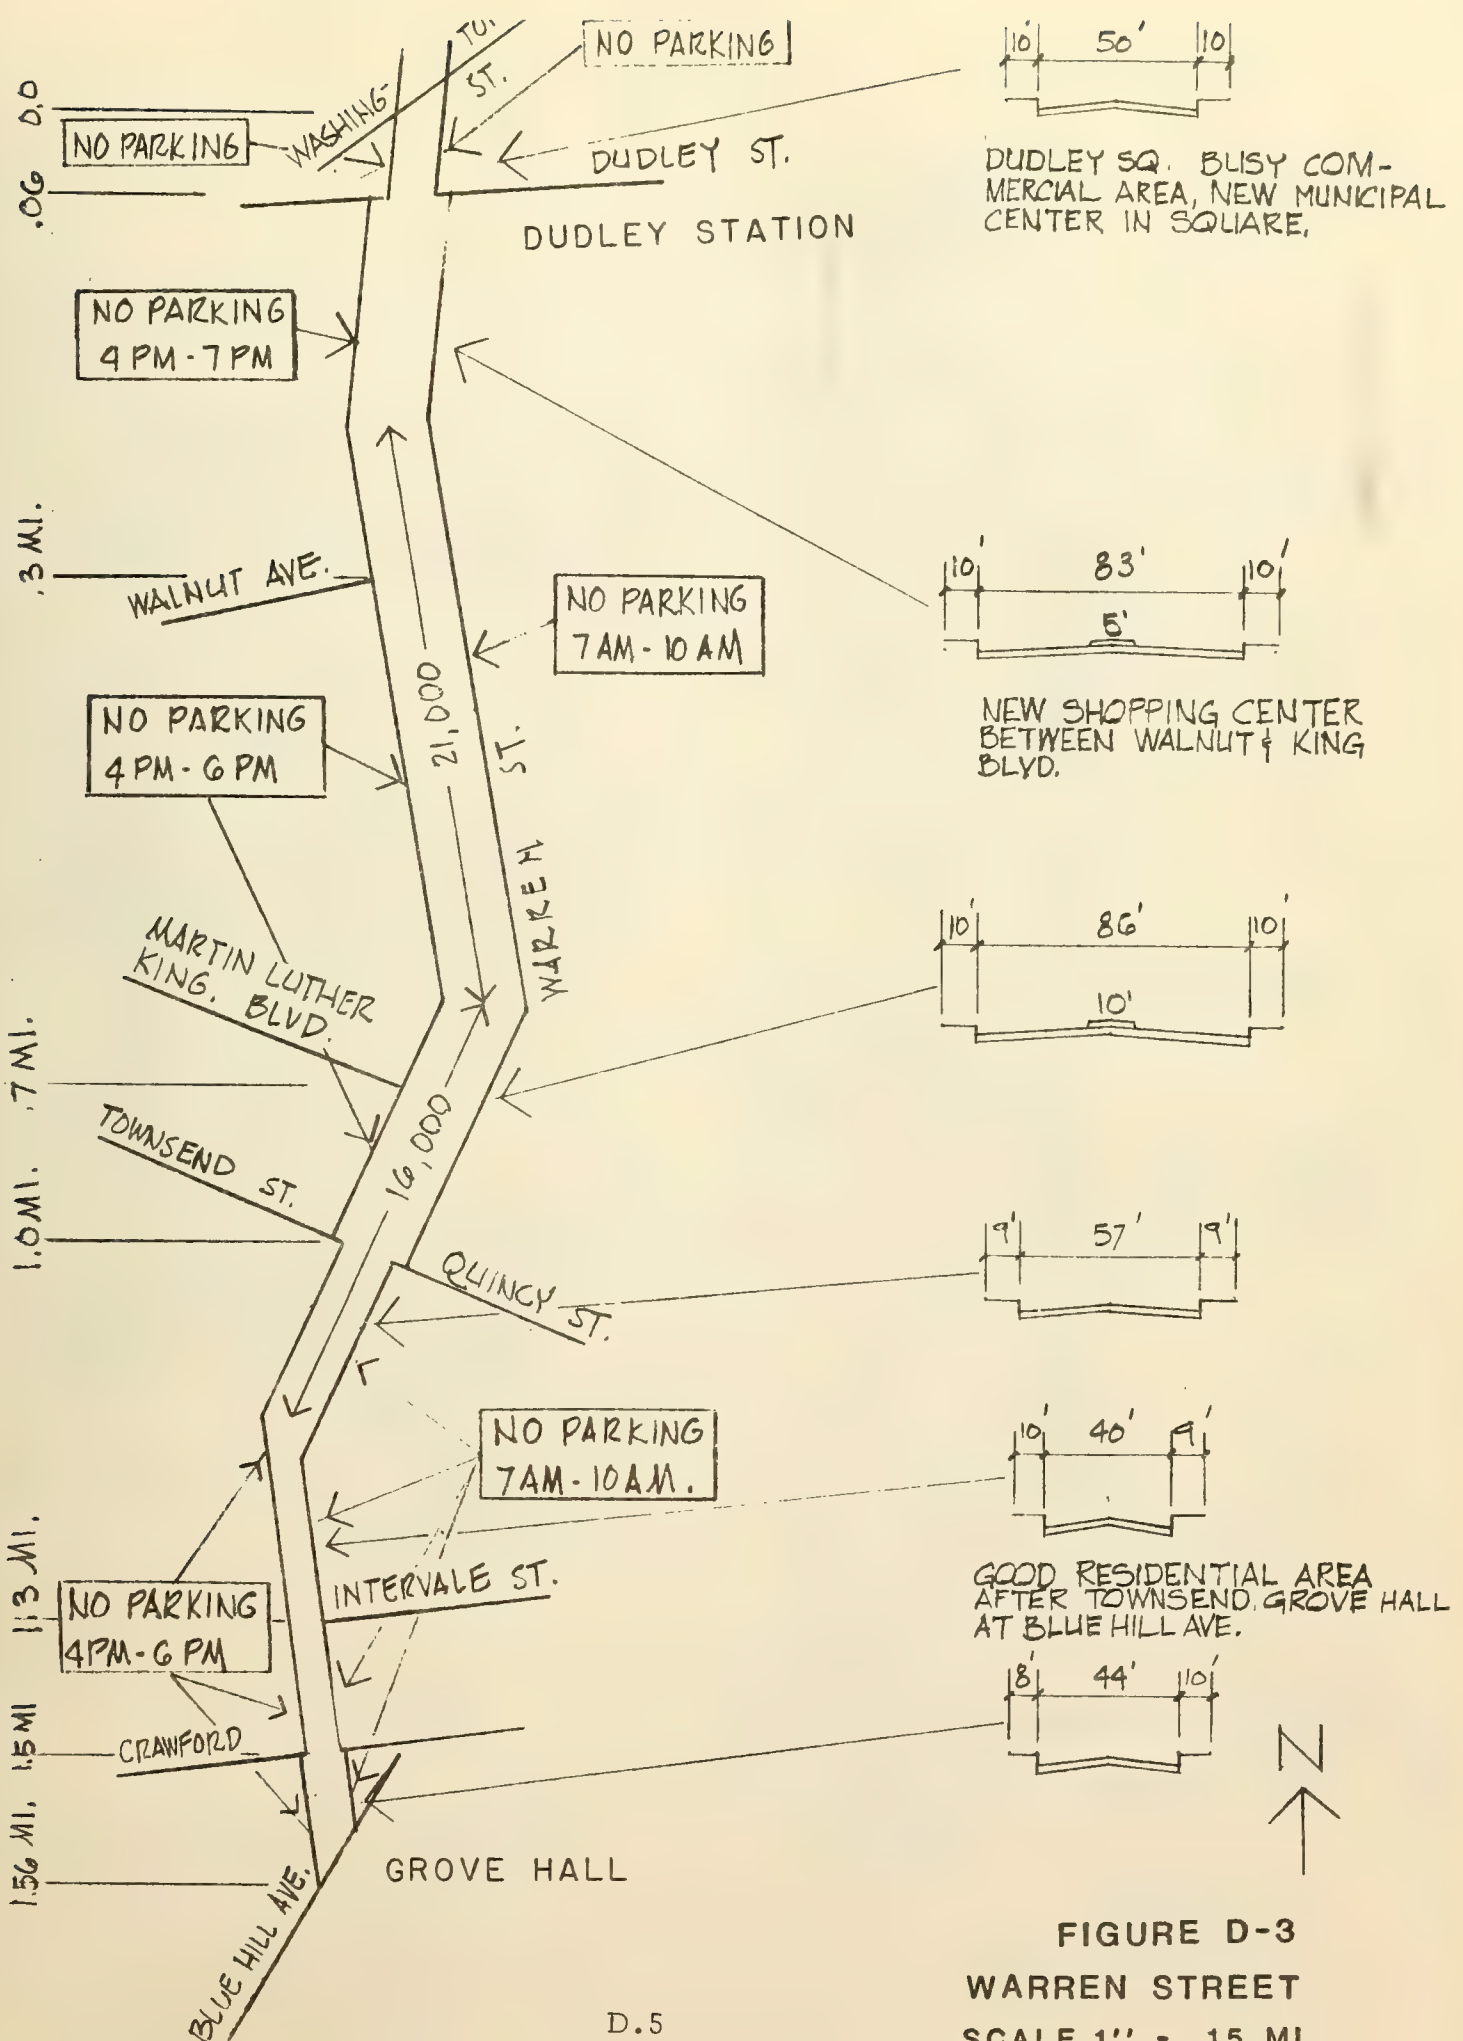 NO PARKING
10'
50'
10
0.0
WASHING-
ST.
NO PARKING
DUDLEY ST.
.06
DUDLEY SQ. BUSY COM-
MERCIAL AREA, NEW MUNICIPAL
CENTER IN SQUARE.
DUDLEY STATION
NO PARKING
4 PM - 7 PM
.3 MI.
WALNUT AVE.
NO PARKING
7 AM - 10 AM
10'
83'
10'
5'
NEW SHOPPING CENTER
BETWEEN WALNUT & KING
BLVD.
NO PARKING
4 PM - 6 PM
21,000
WARREN ST.
MARTIN LUTHER
KING. BLVD.
10'
86'
10'
10'
.7 MI.
16,000
TOWNSEND ST.
1.0 MI.
QUINCY ST.
9'
57'
9'
NO PARKING
7 AM - 10 AM.
10'
40'
9'
1.3 MI.
INTERVALE ST.
NO PARKING
4 PM - 6 PM
GOOD RESIDENTIAL AREA
AFTER TOWNSEND. GROVE HALL
AT BLUE HILL AVE.
8'
44'
10'
1.5 MI
CRAWFORD
N
1.56 MI.
GROVE HALL
BLUE HILL AVE.
FIGURE D-3
WARREN STREET
SCALE 1" = .15 MI
D.5